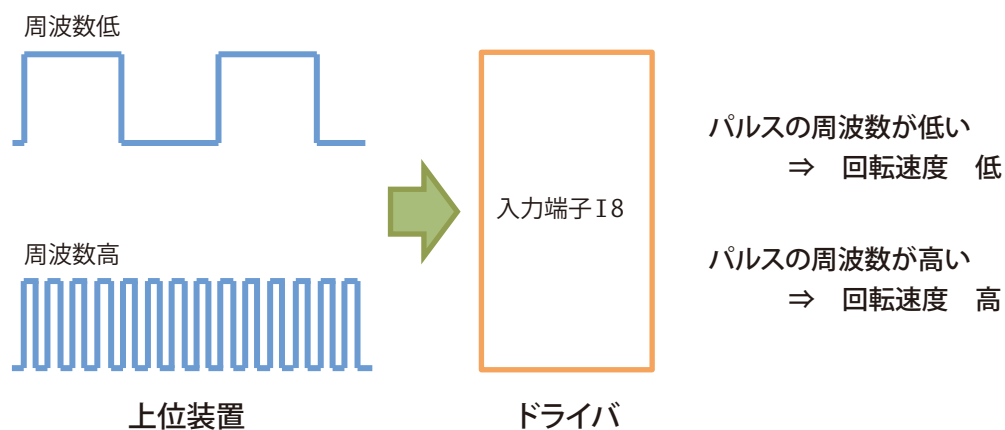 周波数低
周波数高
上位装置
入力端子I8
ドライバ
パルスの周波数が低い
⇒ 回転速度 低
パルスの周波数が高い
⇒ 回転速度 高